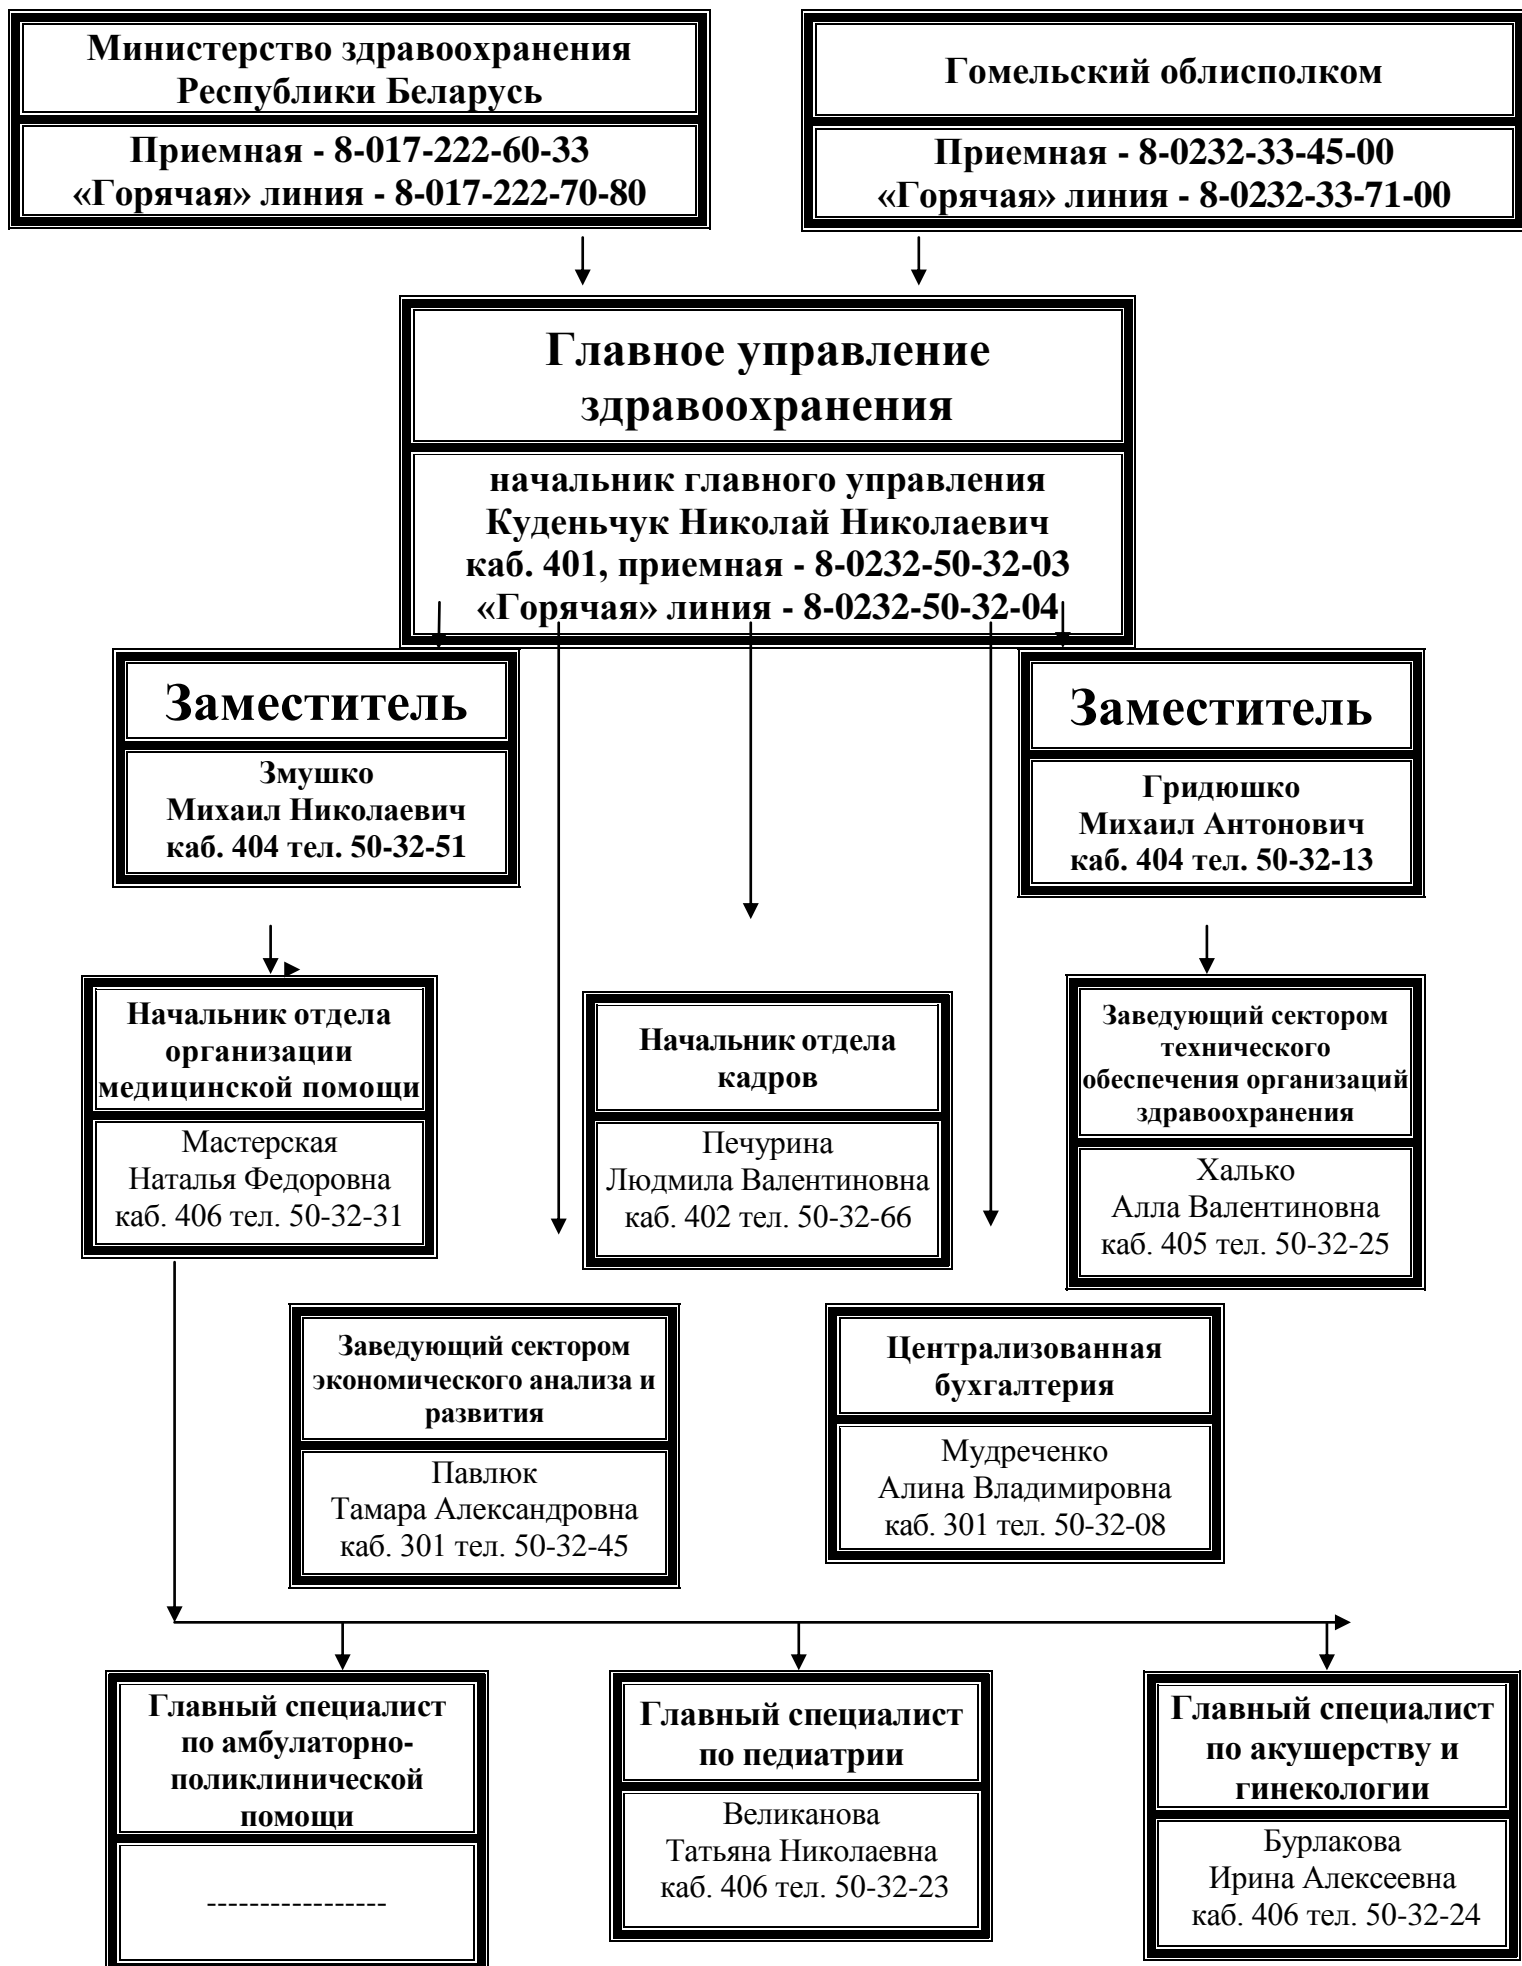 Министерство здравоохранения
Республики Беларусь
Приемная - 8-017-222-60-33
«Горячая» линия - 8-017-222-70-80
Гомельский облисполком
Приемная - 8-0232-33-45-00
«Горячая» линия - 8-0232-33-71-00
Главное управление
здравоохранения
начальник главного управления
Куденьчук Николай Николаевич
каб. 401, приемная - 8-0232-50-32-03
«Горячая» линия - 8-0232-50-32-04
Заместитель
Змушко
Михаил Николаевич
каб. 404 тел. 50-32-51
Заместитель
Гридюшко
Михаил Антонович
каб. 404 тел. 50-32-13
Начальник отдела
организации
медицинской помощи
Мастерская
Наталья Федоровна
каб. 406 тел. 50-32-31
Начальник отдела
кадров
Печурина
Людмила Валентиновна
каб. 402 тел. 50-32-66
Заведующий сектором
технического
обеспечения организаций
здравоохранения
Халько
Алла Валентиновна
каб. 405 тел. 50-32-25
Заведующий сектором
экономического анализа и
развития
Павлюк
Тамара Александровна
каб. 301 тел. 50-32-45
Централизованная
бухгалтерия
Мудреченко
Алина Владимировна
каб. 301 тел. 50-32-08
Главный специалист
по амбулаторно-
поликлинической
помощи
-----------------
Главный специалист
по педиатрии
Великанова
Татьяна Николаевна
каб. 406 тел. 50-32-23
Главный специалист
по акушерству и
гинекологии
Бурлакова
Ирина Алексеевна
каб. 406 тел. 50-32-24